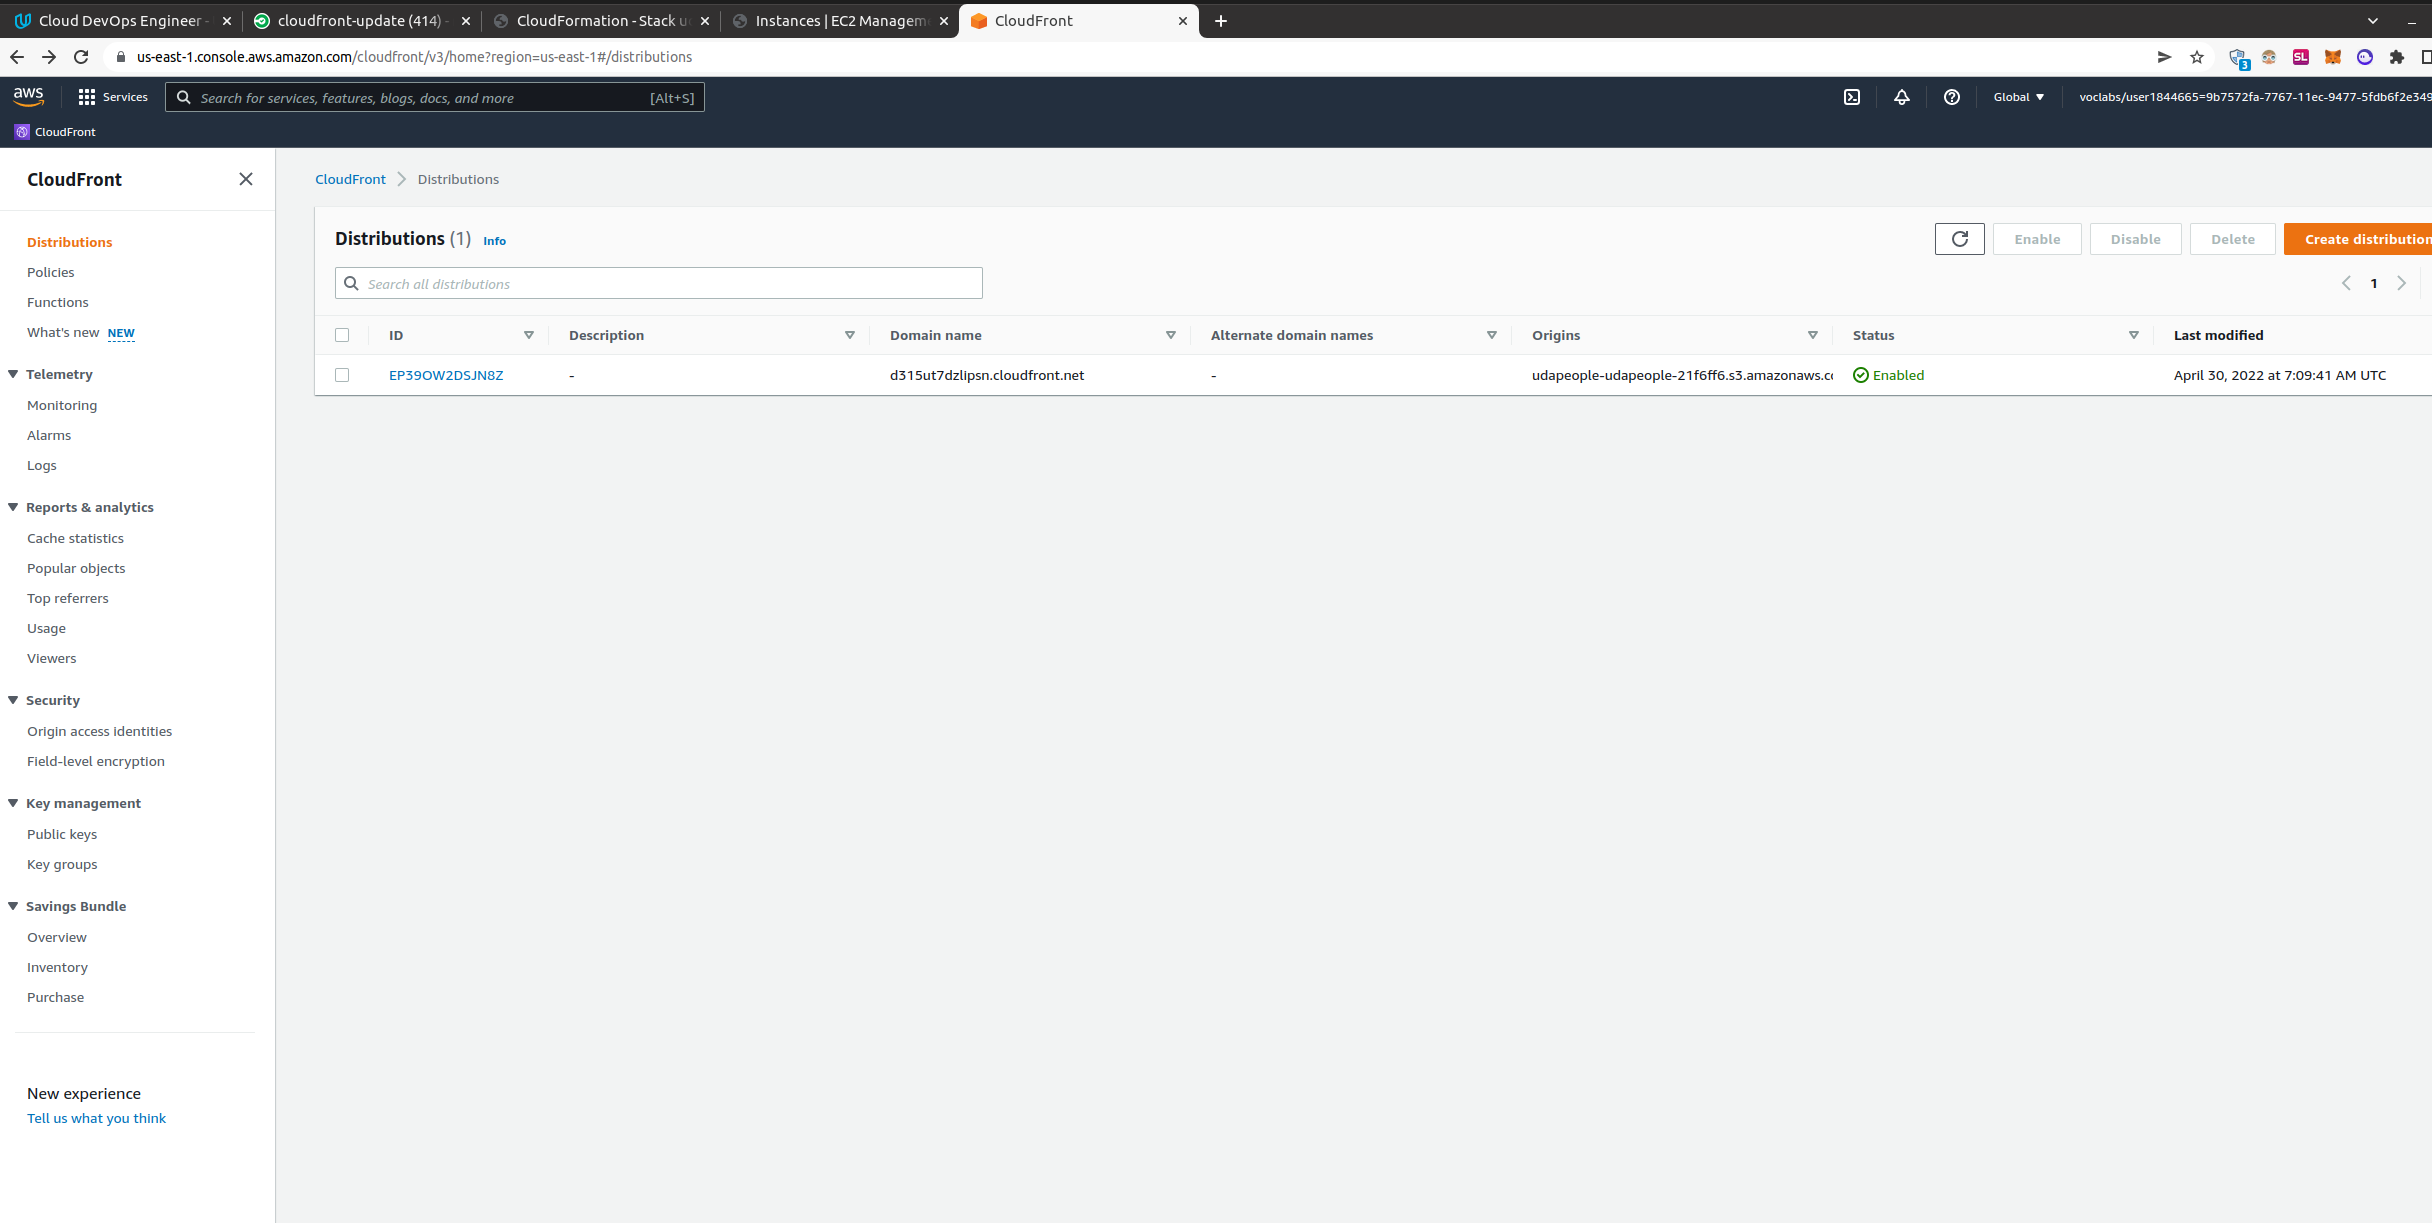 Cloud DevOps Engineer -
cloudfront-update (414) -
CloudFormation - Stack u
Instances | EC2 Managem
CloudFront
us-east-1.console.aws.amazon.com/cloudfront/v3/home?region=us-east-1#/distributions
3
SL
aws
Services
Search for services, features, blogs, docs, and more
[Alt+S]
Global
voclabs/user1844665=9b7572fa-7767-11ec-9477-5fdb6f2e349
CloudFront
CloudFront
Distributions
Policies
Functions
What's new NEW
Telemetry
Monitoring
Alarms
Logs
Reports & analytics
Cache statistics
Popular objects
Top referrers
Usage
Viewers
Security
Origin access identities
Field-level encryption
Key management
Public keys
Key groups
Savings Bundle
Overview
Inventory
Purchase
New experience
Tell us what you think
CloudFront
Distributions
Distributions (1) Info
Enable
Disable
Delete
Create distribution
Search all distributions
1
ID
Description
Domain name
Alternate domain names
Origins
Status
Last modified
EP39OW2DSJN8Z
-
d315ut7dzlipsn.cloudfront.net
-
udapeople-udapeople-21f6ff6.s3.amazonaws.co
Enabled
April 30, 2022 at 7:09:41 AM UTC